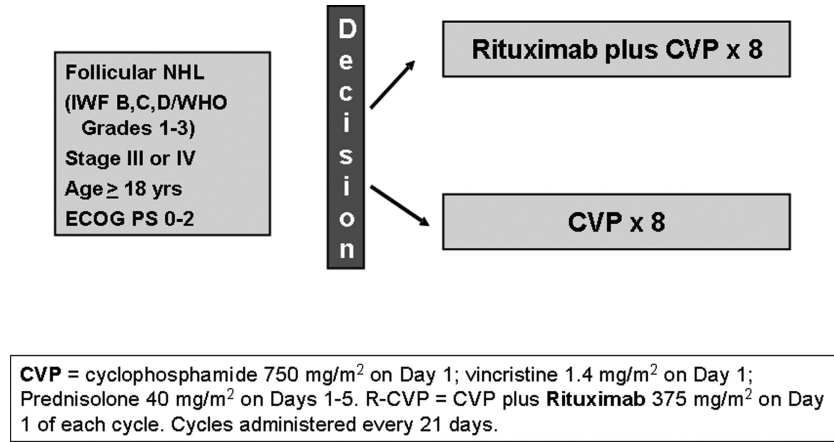 Follicular NHL
(IWF B,C,D/WHO
Grades 1-3)
Stage III or IV
Age ≥ 18 yrs
ECOG PS 0-2
Decision
Rituximab plus CVP x 8
CVP x 8
CVP = cyclophosphamide 750 mg/m² on Day 1; vincristine 1.4 mg/m² on Day 1;
Prednisolone 40 mg/m² on Days 1-5. R-CVP = CVP plus Rituximab 375 mg/m² on Day
1 of each cycle. Cycles administered every 21 days.